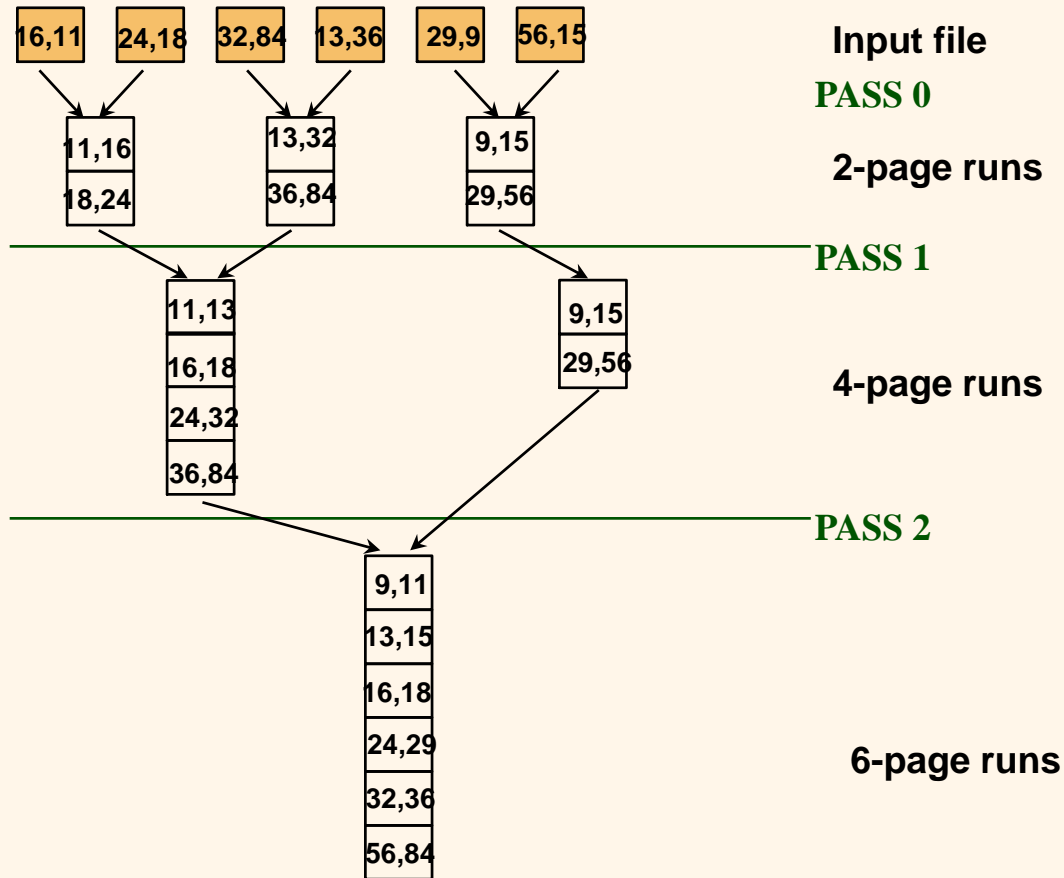 16,11 24,18 32,84 13,36 29,9 56,15 Input file
PASS 0
11,16 13,32 9,15
2-page runs
18,24 36,84 29,56
PASS 1
11,13 9,15
16,18 29,56
4-page runs
24,32
36,84
PASS 2
9,11
13,15
16,18
24,29
6-page runs
32,36
56,84